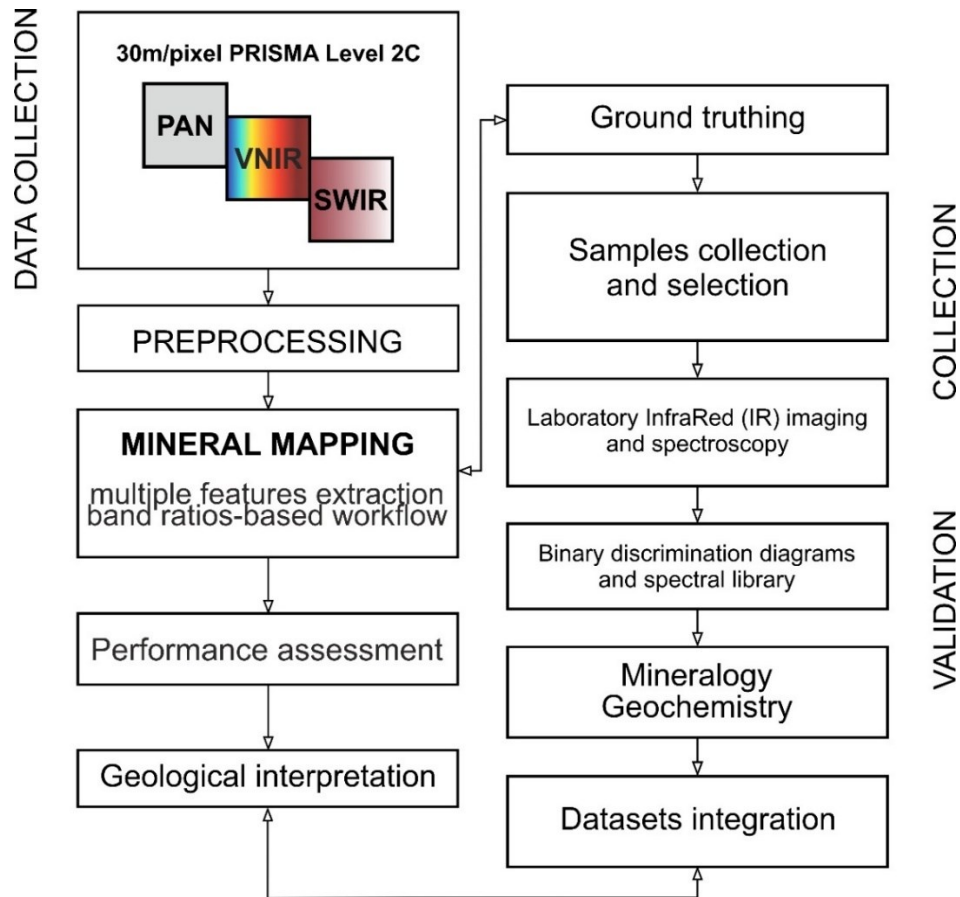 DATA COLLECTION
30m/pixel PRISMA Level 2C
PAN
VNIR
SWIR
PREPROCESSING
MINERAL MAPPING
multiple features extraction
band ratios-based workflow
Performance assessment
Geological interpretation
Ground truthing
Samples collection
and selection
Laboratory InfraRed (IR) imaging
and spectroscopy
Binary discrimination diagrams
and spectral library
Mineralogy
Geochemistry
Datasets integration
COLLECTION
VALIDATION